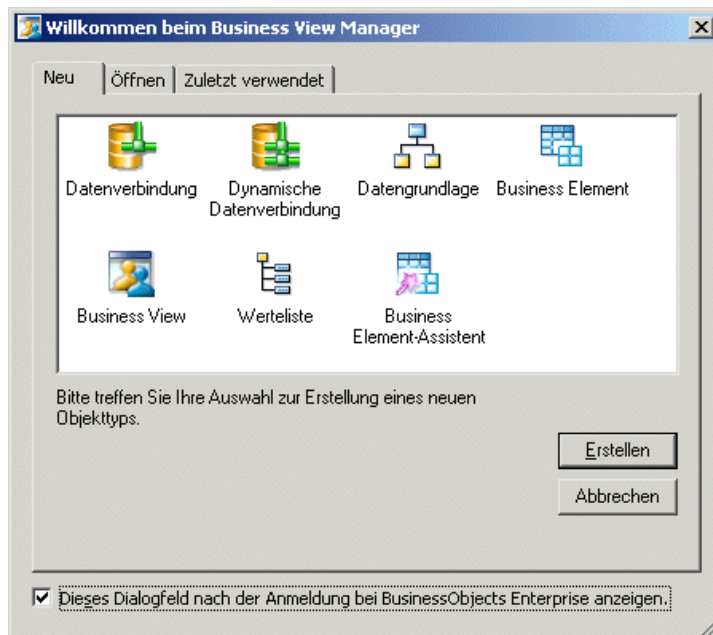 Willkommen beim Business View Manager
Neu
Öffnen
Zuletzt verwendet
Datenverbindung
Dynamische
Datenverbindung
Datengrundlage
Business Element
Business View
Werteliste
Business
Element-Assistent
Bitte treffen Sie Ihre Auswahl zur Erstellung eines neuen
Objekttyps.
Erstellen
Abbrechen
Dieses Dialogfeld nach der Anmeldung bei BusinessObjects Enterprise anzeigen.